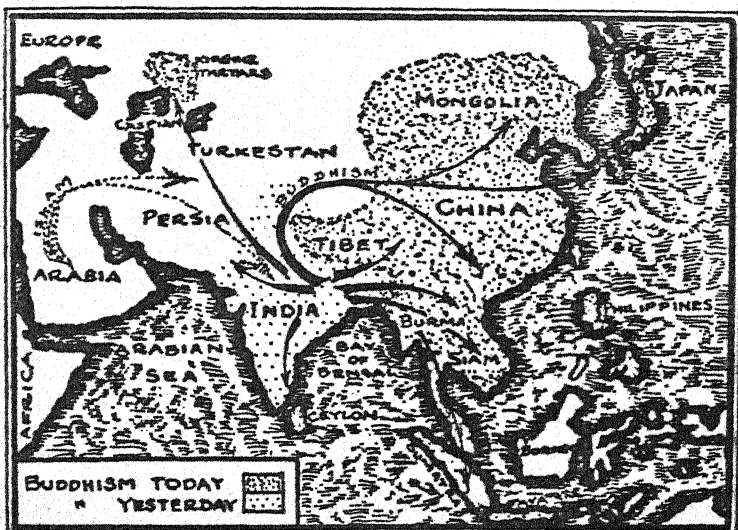 EUROPE
TARTARS
MONGOLIA
JAPAN
CASPIAN
TURKESTAN
BUDDHISM
ISLAM
PERSIA
TIBET
CHINA
ARABIA
INDIA
BURMA
PHILIPPINES
ARABIAN
SEA
BAY
OF
BENGAL
SIAM
AFRICA
CEYLON
BUDDHISM TODAY
" YESTERDAY